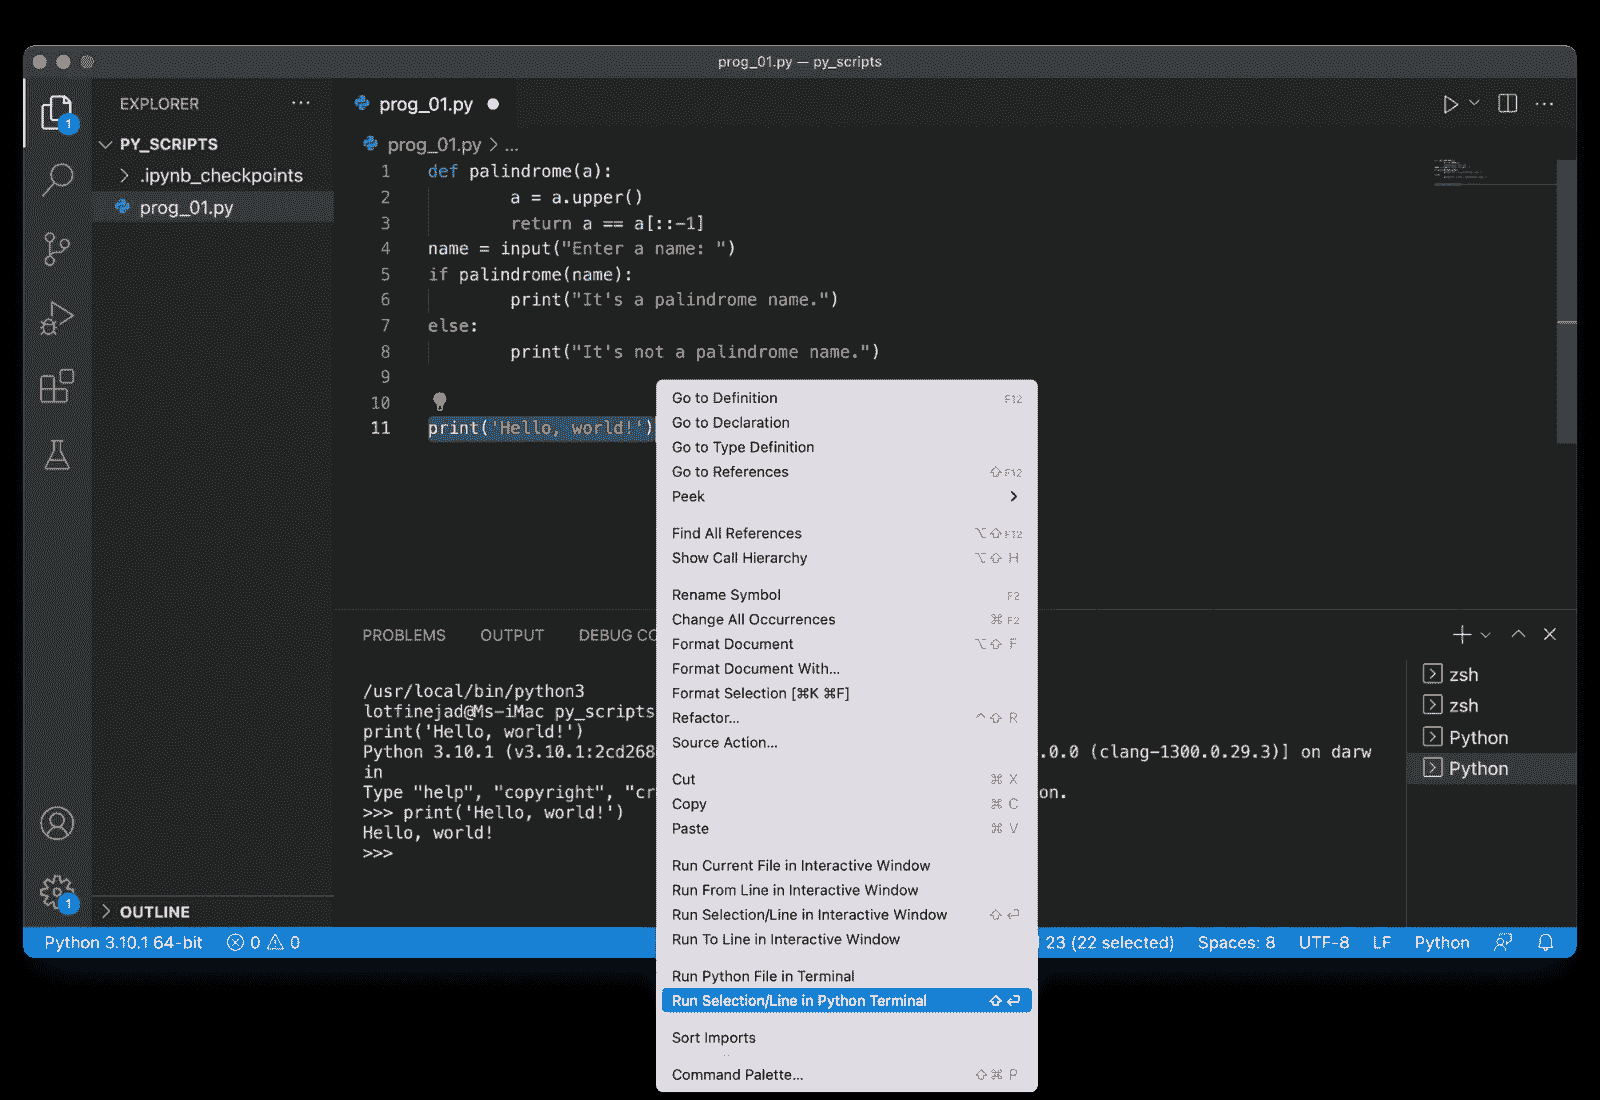 prog_01.py — py_scripts
EXPLORER
prog_01.py
1
PY_SCRIPTS
.ipynb_checkpoints
prog_01.py
prog_01.py > ...
1 def palindrome(a):
2 a = a.upper()
3 return a == a[::-1]
4 name = input("Enter a name: ")
5 if palindrome(name):
6 print("It's a palindrome name.")
7 else:
8 print("It's not a palindrome name.")
9
10
11 print('Hello, world!')
Go to Definition F12
Go to Declaration
Go to Type Definition
Go to References ⇧F12
Peek
Find All References ⌥⇧F12
Show Call Hierarchy ⌥⇧ H
Rename Symbol F2
Change All Occurrences ⌘ F2
Format Document ⌥⇧ F
Format Document With...
Format Selection [⌘K ⌘F]
Refactor... ^⇧ R
Source Action...
Cut ⌘ X
Copy ⌘ C
Paste ⌘ V
Run Current File in Interactive Window
Run From Line in Interactive Window
Run Selection/Line in Interactive Window ⇧⏎
Run To Line in Interactive Window
Run Python File in Terminal
Run Selection/Line in Python Terminal ⇧⏎
Sort Imports
Command Palette... ⇧⌘ P
PROBLEMS OUTPUT DEBUG CO
/usr/local/bin/python3
lotfinejad@Ms-iMac py_scripts
print('Hello, world!')
Python 3.10.1 (v3.10.1:2cd268 .0.0 (clang-1300.0.29.3)] on darw
in
Type "help", "copyright", "cr on.
>>> print('Hello, world!')
Hello, world!
>>>
zsh
zsh
Python
Python
1
OUTLINE
Python 3.10.1 64-bit 0 0 23 (22 selected) Spaces: 8 UTF-8 LF Python